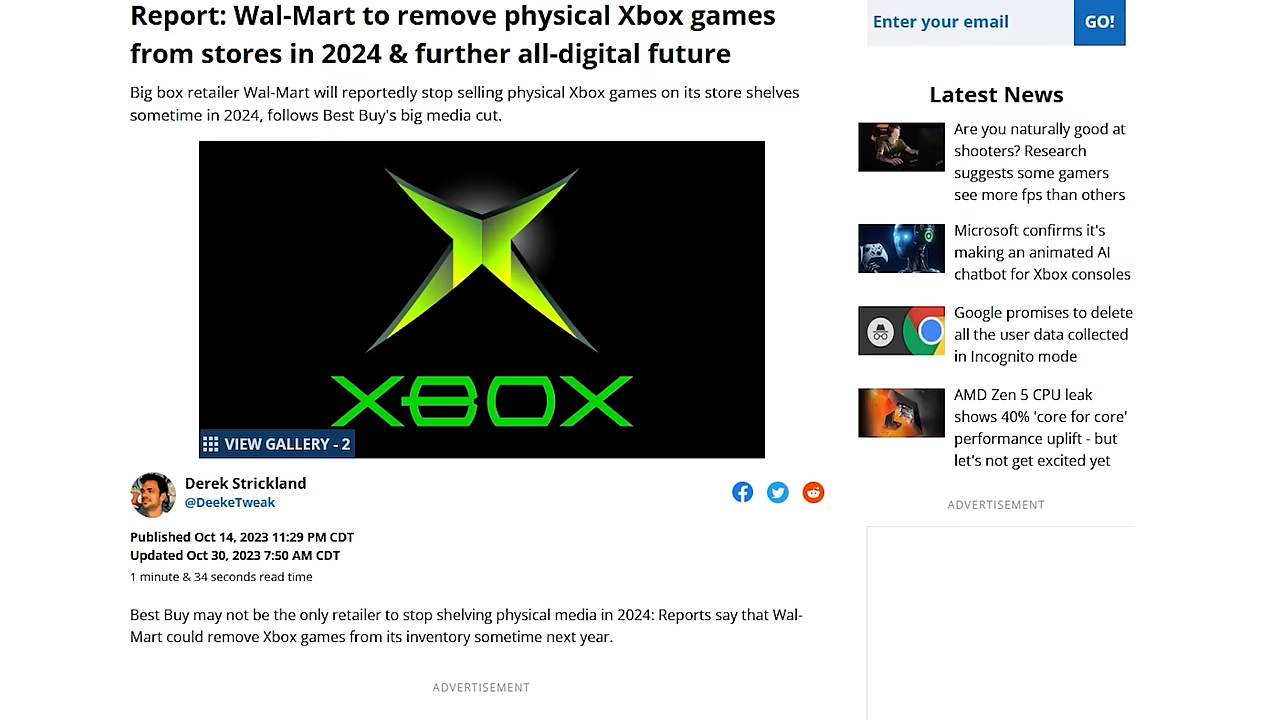 Report: Wal-Mart to remove physical Xbox games
from stores in 2024 & further all-digital future
Big box retailer Wal-Mart will reportedly stop selling physical Xbox games on its store shelves
sometime in 2024, follows Best Buy's big media cut.
XBOX
VIEW GALLERY - 2
Derek Strickland
@DeekeTweak
Published Oct 14, 2023 11:29 PM CDT
Updated Oct 30, 2023 7:50 AM CDT
1 minute & 34 seconds read time
Best Buy may not be the only retailer to stop shelving physical media in 2024: Reports say that Wal-
Mart could remove Xbox games from its inventory sometime next year.
ADVERTISEMENT
Enter your email
GO!
Latest News
Are you naturally good at
shooters? Research
suggests some gamers
see more fps than others
Microsoft confirms it's
making an animated AI
chatbot for Xbox consoles
Google promises to delete
all the user data collected
in Incognito mode
AMD Zen 5 CPU leak
shows 40% 'core for core'
performance uplift - but
let's not get excited yet
ADVERTISEMENT